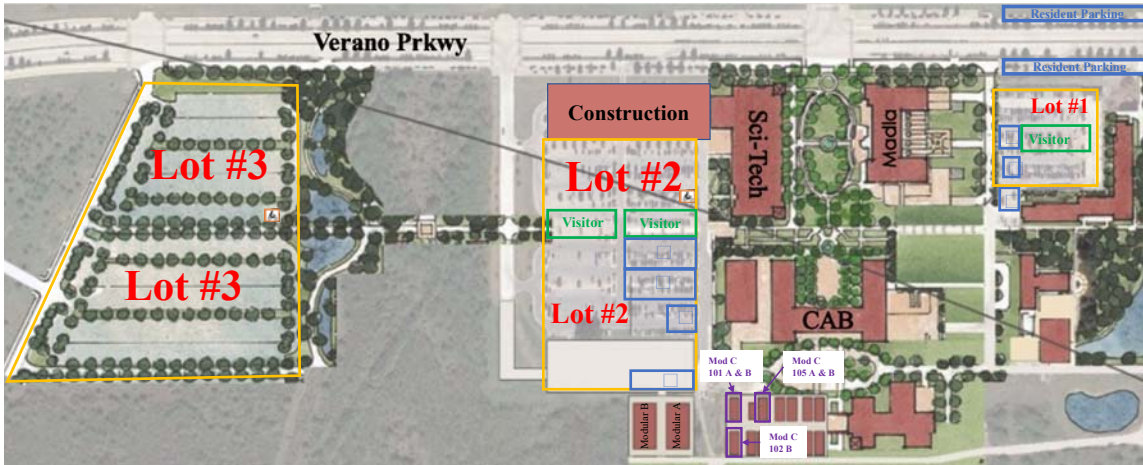 Resident Parking
Verano Prkwy
Resident Parking
Construction
Sci-Tech
Madla
Lot #1
Visitor
Lot #3
Lot #2
Visitor
Visitor
Lot #3
Lot #2
CAB
Mod C
101 A & B
Mod C
105 A & B
Modular B
Modular A
Mod C
102 B